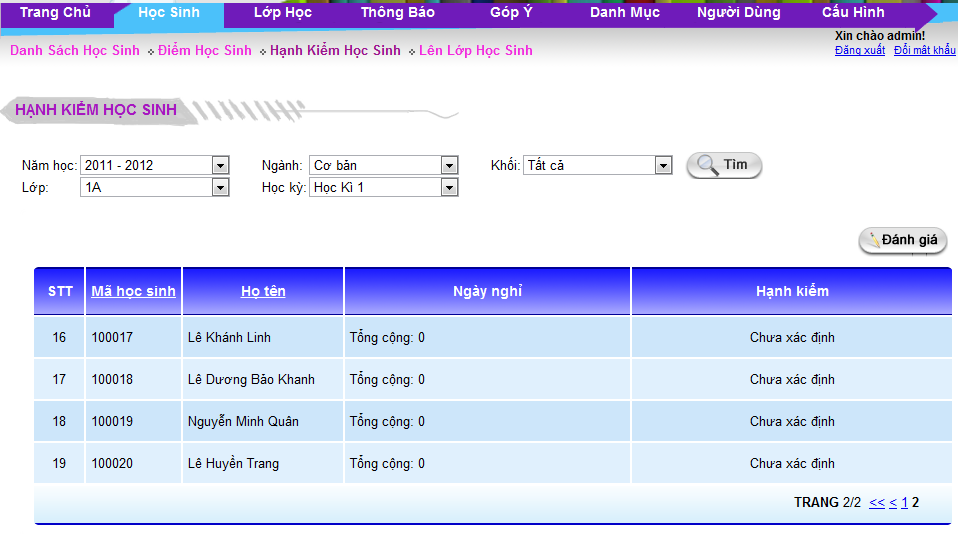 Trang Chủ Học Sinh Lớp Học Thông Báo Góp Ý Danh Mục Người Dùng Cấu Hình
Xin chào admin!
Danh Sách Học Sinh Điểm Học Sinh Hạnh Kiểm Học Sinh Lên Lớp Học Sinh
Đăng xuất Đổi mật khẩu
HẠNH KIỂM HỌC SINH
Năm học: 2011 - 2012 Ngành: Cơ bản Khối: Tất cả Tìm
Lớp: 1A Học kỳ: Học Kì 1
Đánh giá
STT Mã học sinh Họ tên Ngày nghỉ Hạnh kiểm
16 100017 Lê Khánh Linh Tổng cộng: 0 Chưa xác định
17 100018 Lê Dương Bảo Khanh Tổng cộng: 0 Chưa xác định
18 100019 Nguyễn Minh Quân Tổng cộng: 0 Chưa xác định
19 100020 Lê Huyền Trang Tổng cộng: 0 Chưa xác định
TRANG 2/2 << < 1 2